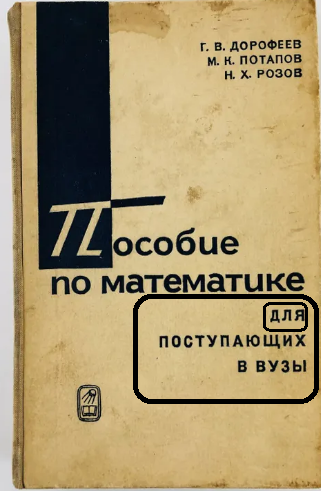 Г. В. ДОРОФЕЕВ
М. К. ПОТАПОВ
Н. Х. РОЗОВ
Пособие
по математике
ДЛЯ
ПОСТУПАЮЩИХ
В ВУЗЫ